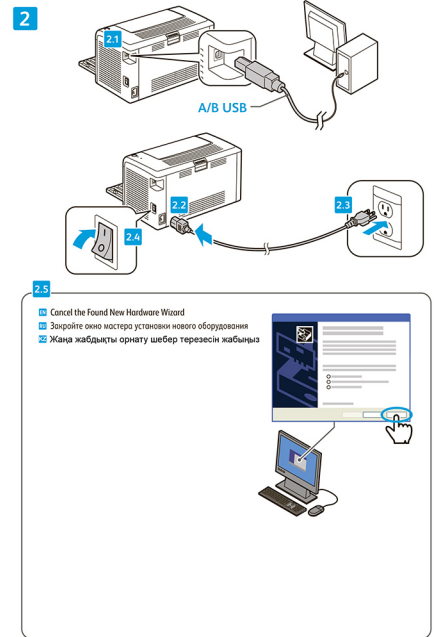 2
2.1
A/B USB
2.2
2.3
2.4
2.5
EN Cancel the Found New Hardware Wizard
RU Закройте окно мастера установки нового оборудования
KZ Жаңа жабдықты орнату шебер терезесін жабыңыз